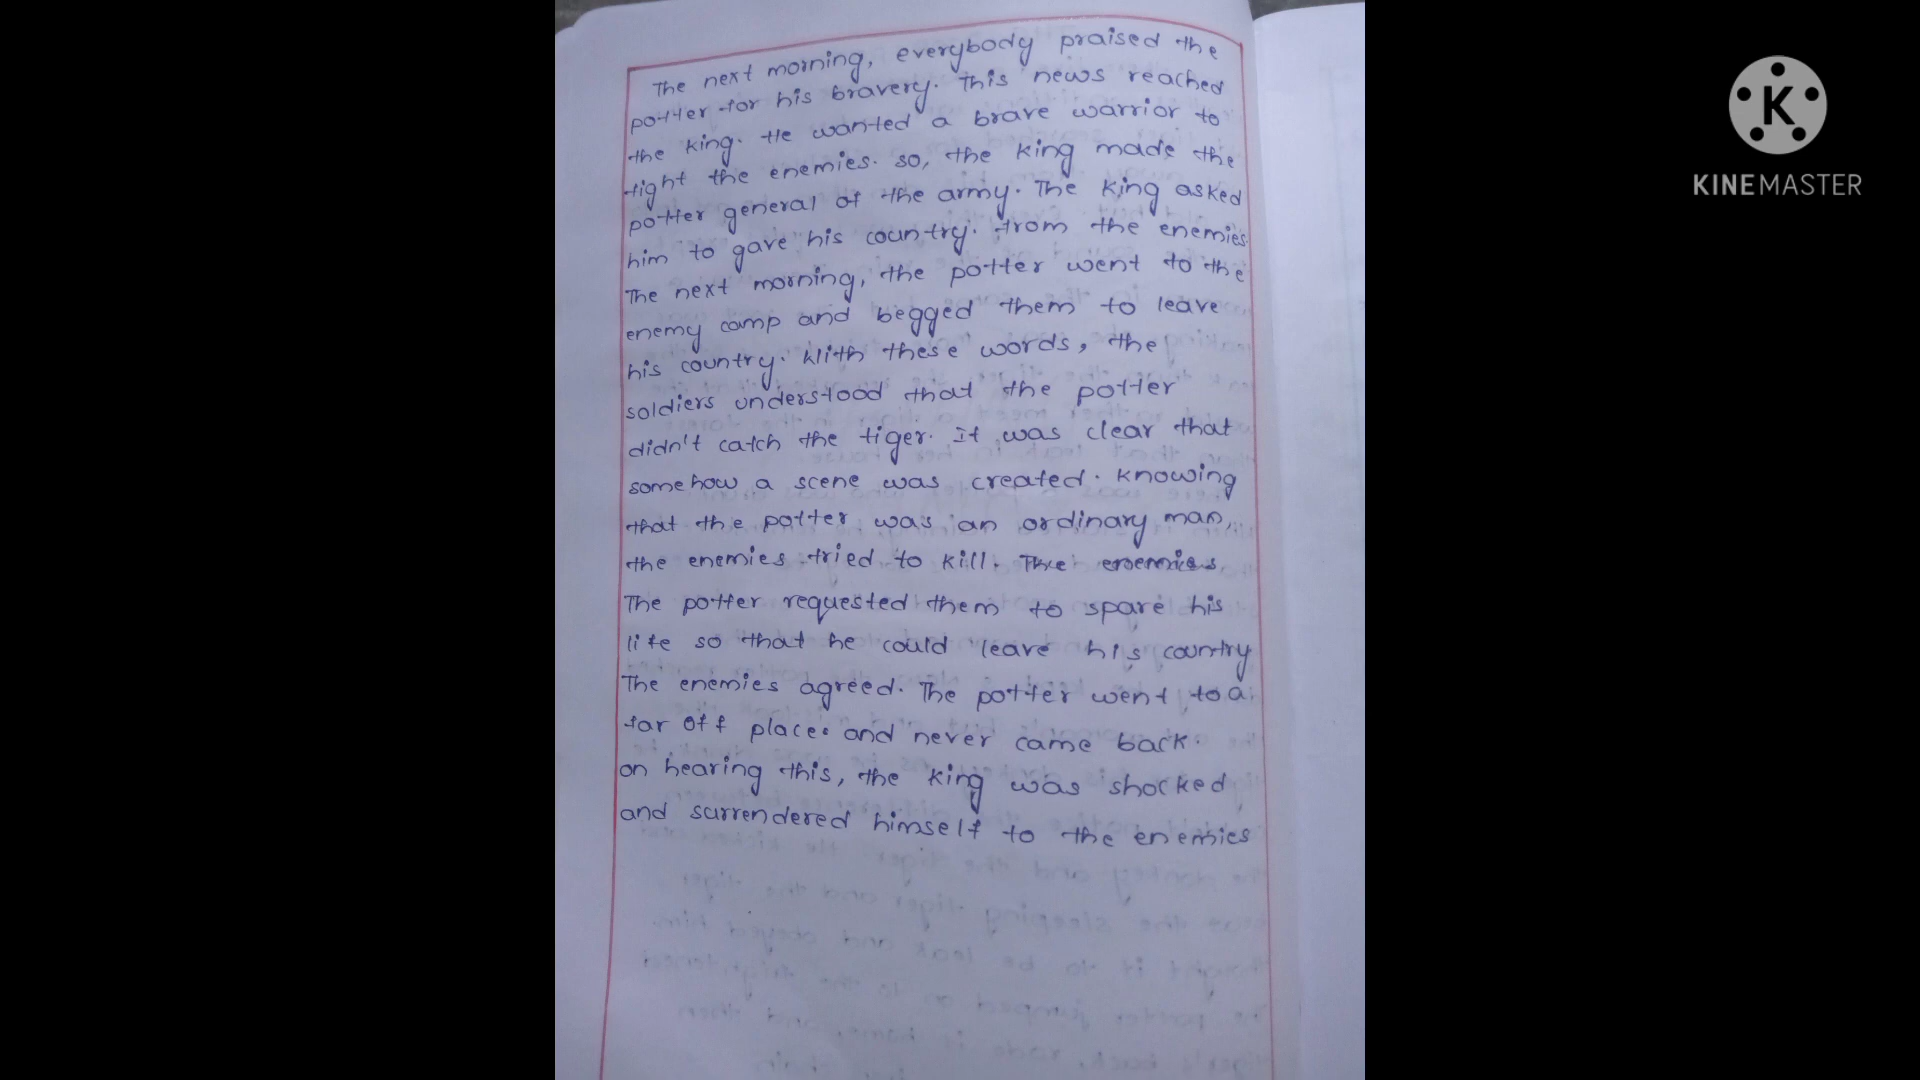 The next morning, everybody praised the
potter for his bravery. This news reached
the king. He wanted a brave warrior to
fight the enemies. so, the king made the
potter general of the army. The king asked
him to gave his country. from the enemies.
The next morning, the potter went to the
enemy camp and begged them to leave
his country. With these words, the
soldiers understood that the potter
didn't catch the tiger. it was clear that
somehow a scene was created. Knowing
that the potter was an ordinary man,
the enemies tried to kill. The enemies
The potter requested them to spare his
life so that he could leave his country
The enemies agreed. The potter went to a
far off place. and never came back.
on hearing this, the king was shocked
and surrendered himself to the enemies
K
KINEMASTER